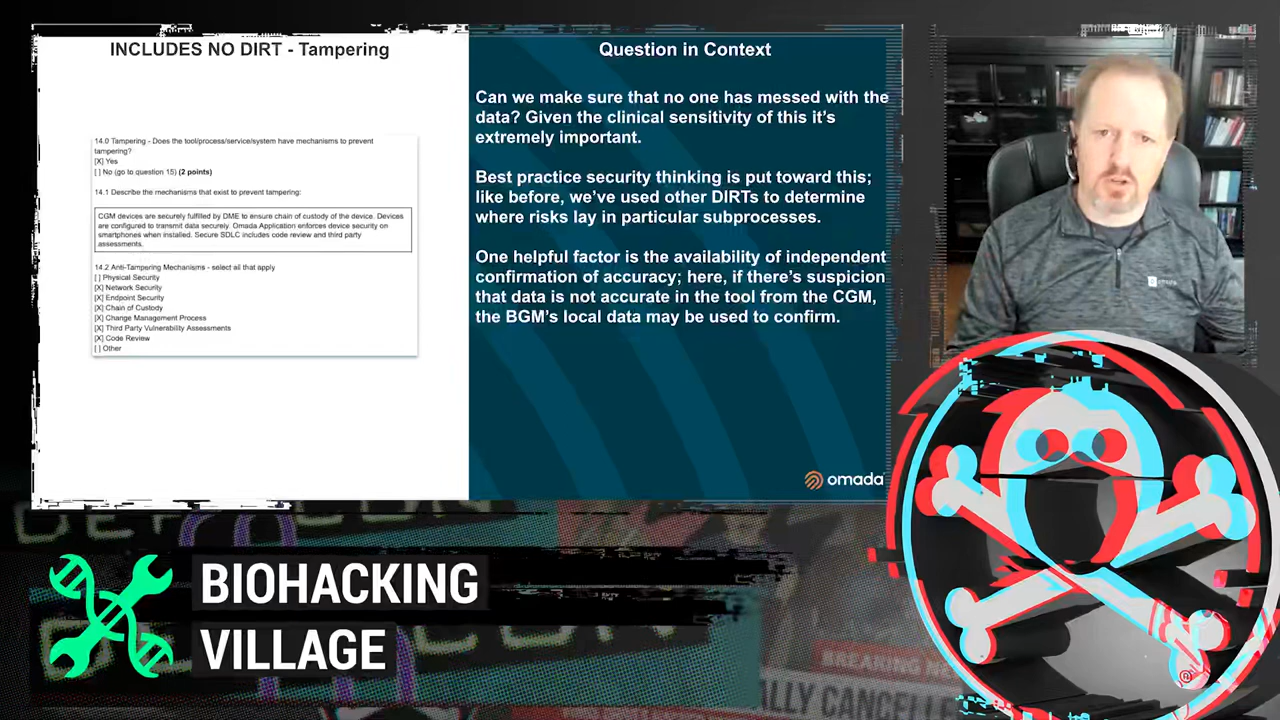 INCLUDES NO DIRT - Tampering
14.0 Tampering - Does the tool/process/service/system have mechanisms to prevent
tampering?
[X] Yes
[ ] No (go to question 15) (2 points)
14.1 Describe the mechanisms that exist to prevent tampering:
CGM devices are securely fulfilled by DME to ensure chain of custody of the device. Devices
are configured to transmit data securely. Omada Application enforces device security on
smartphones when installed. Secure SDLC includes code review and third party
assessments.
14.2 Anti-Tampering Mechanisms - select all that apply
[ ] Physical Security
[X] Network Security
[X] Endpoint Security
[X] Chain of Custody
[X] Change Management Process
[X] Third Party Vulnerability Assessments
[X] Code Review
[ ] Other
Question in Context
Can we make sure that no one has messed with the
data? Given the clinical sensitivity of this it's
extremely important.
Best practice security thinking is put toward this;
like before, we've done other DIRTs to determine
where risks lay in particular subprocesses.
One helpful factor is the availability of independent
confirmation of accuracy; here, if there is a question
that data may not be accurate in the tool from the CGM,
the BGM's local data may be used to confirm.
omada
BIOHACKING
VILLAGE
BREAKING NE
ALLY CANCELLE